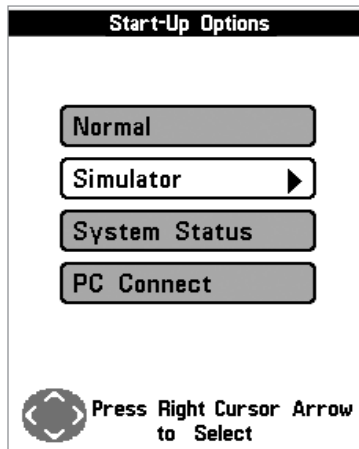 Start-Up Options
Normal
Simulator
System Status
PC Connect
Press Right Cursor Arrow
to Select